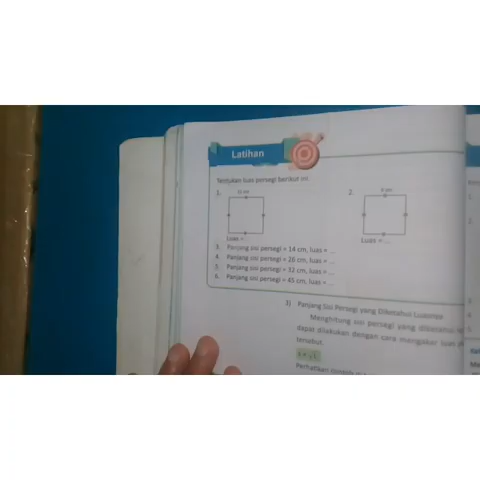 Latihan
Tentukan luas persegi berikut ini!
1.
2.
Luas =
Luas = ...
3. Panjang sisi persegi = 14 cm, luas = ...
4. Panjang sisi persegi = 26 cm, luas = ...
5. Panjang sisi persegi = 32 cm, luas = ...
6. Panjang sisi persegi = 45 cm, luas = ...
Panjang Sisi Persegi yang Diketahui Luasnya
Menghitung sisi persegi yang diketahui
dapat dilakukan dengan cara mengakar luas
tersebut.
Perhatikan